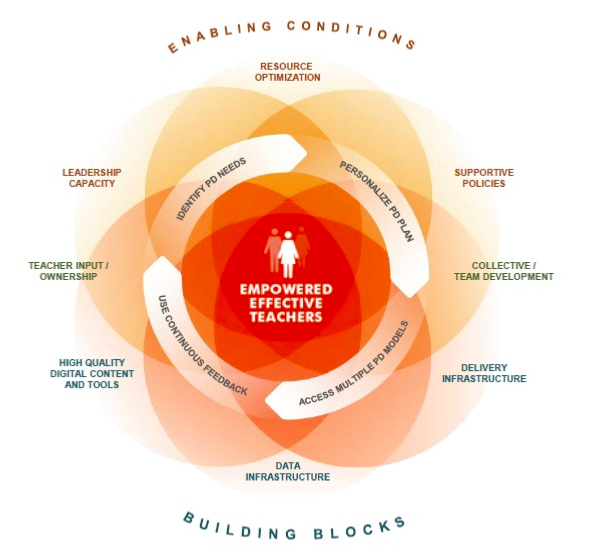 ENABLING CONDITIONS
RESOURCE
OPTIMIZATION
LEADERSHIP
CAPACITY
SUPPORTIVE
POLICIES
IDENTIFY PD NEEDS
PERSONALIZE PD PLAN
TEACHER INPUT /
OWNERSHIP
COLLECTIVE /
TEAM DEVELOPMENT
EMPOWERED
EFFECTIVE
TEACHERS
USE CONTINUOUS FEEDBACK
ACCESS MULTIPLE PD MODELS
HIGH QUALITY
DIGITAL CONTENT
AND TOOLS
DELIVERY
INFRASTRUCTURE
DATA
INFRASTRUCTURE
BUILDING BLOCKS